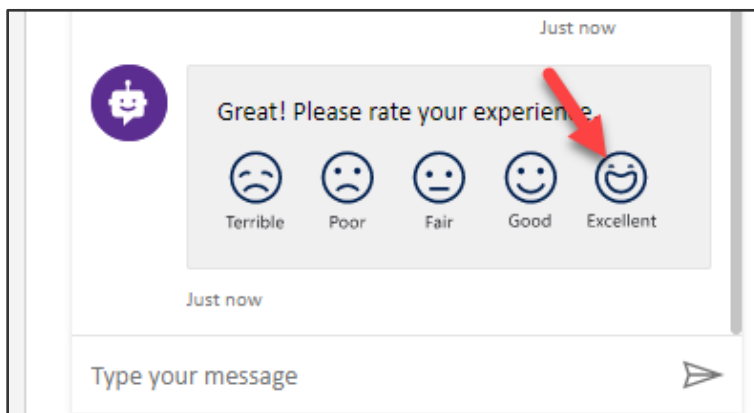 Just now
Great! Please rate your experience.
Terrible Poor Fair Good Excellent
Just now
Type your message